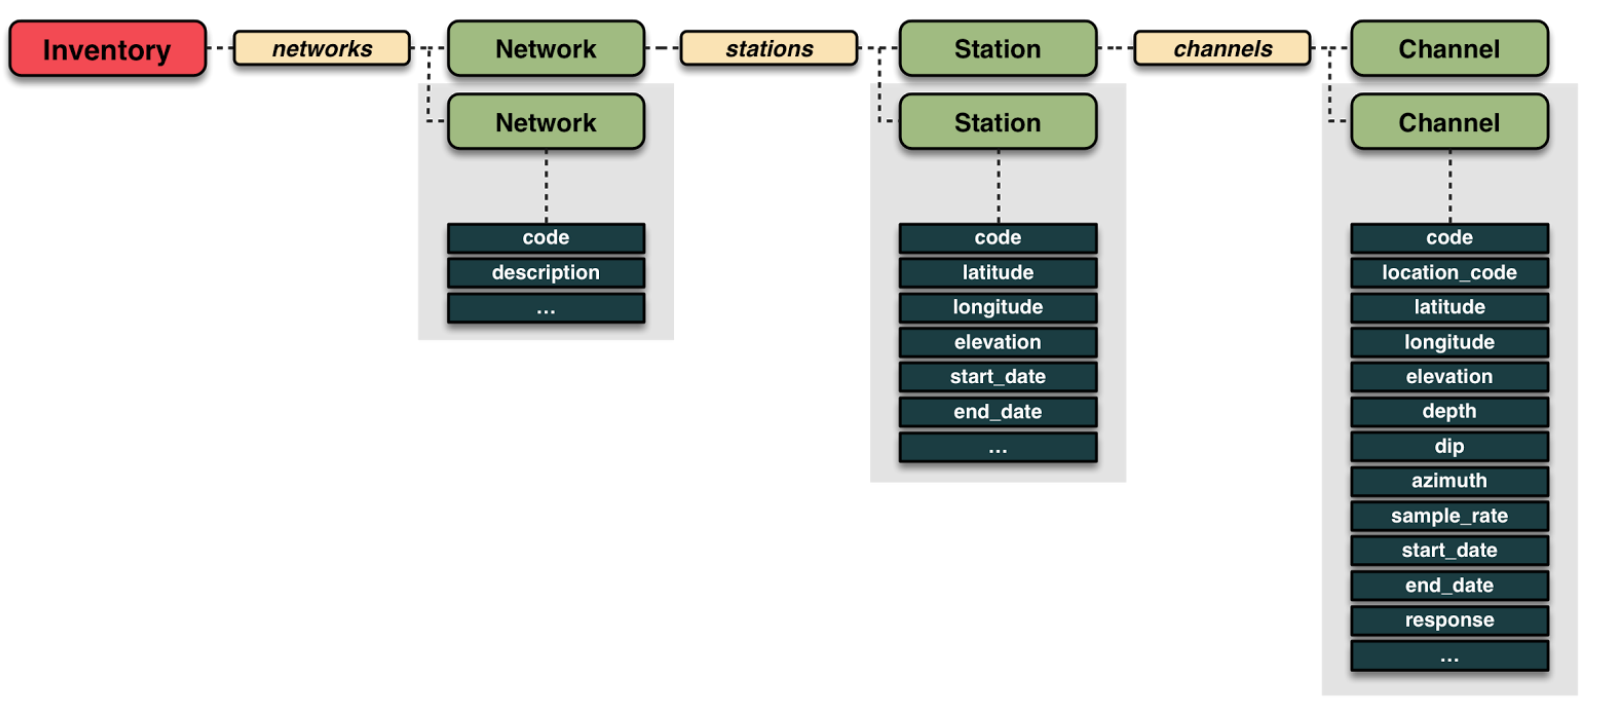 Inventory networks Network stations Station channels Channel
Network Station Channel
code code code
description latitude location_code
... longitude latitude
elevation longitude
start_date elevation
end_date depth
... dip
azimuth
sample_rate
start_date
end_date
response
...